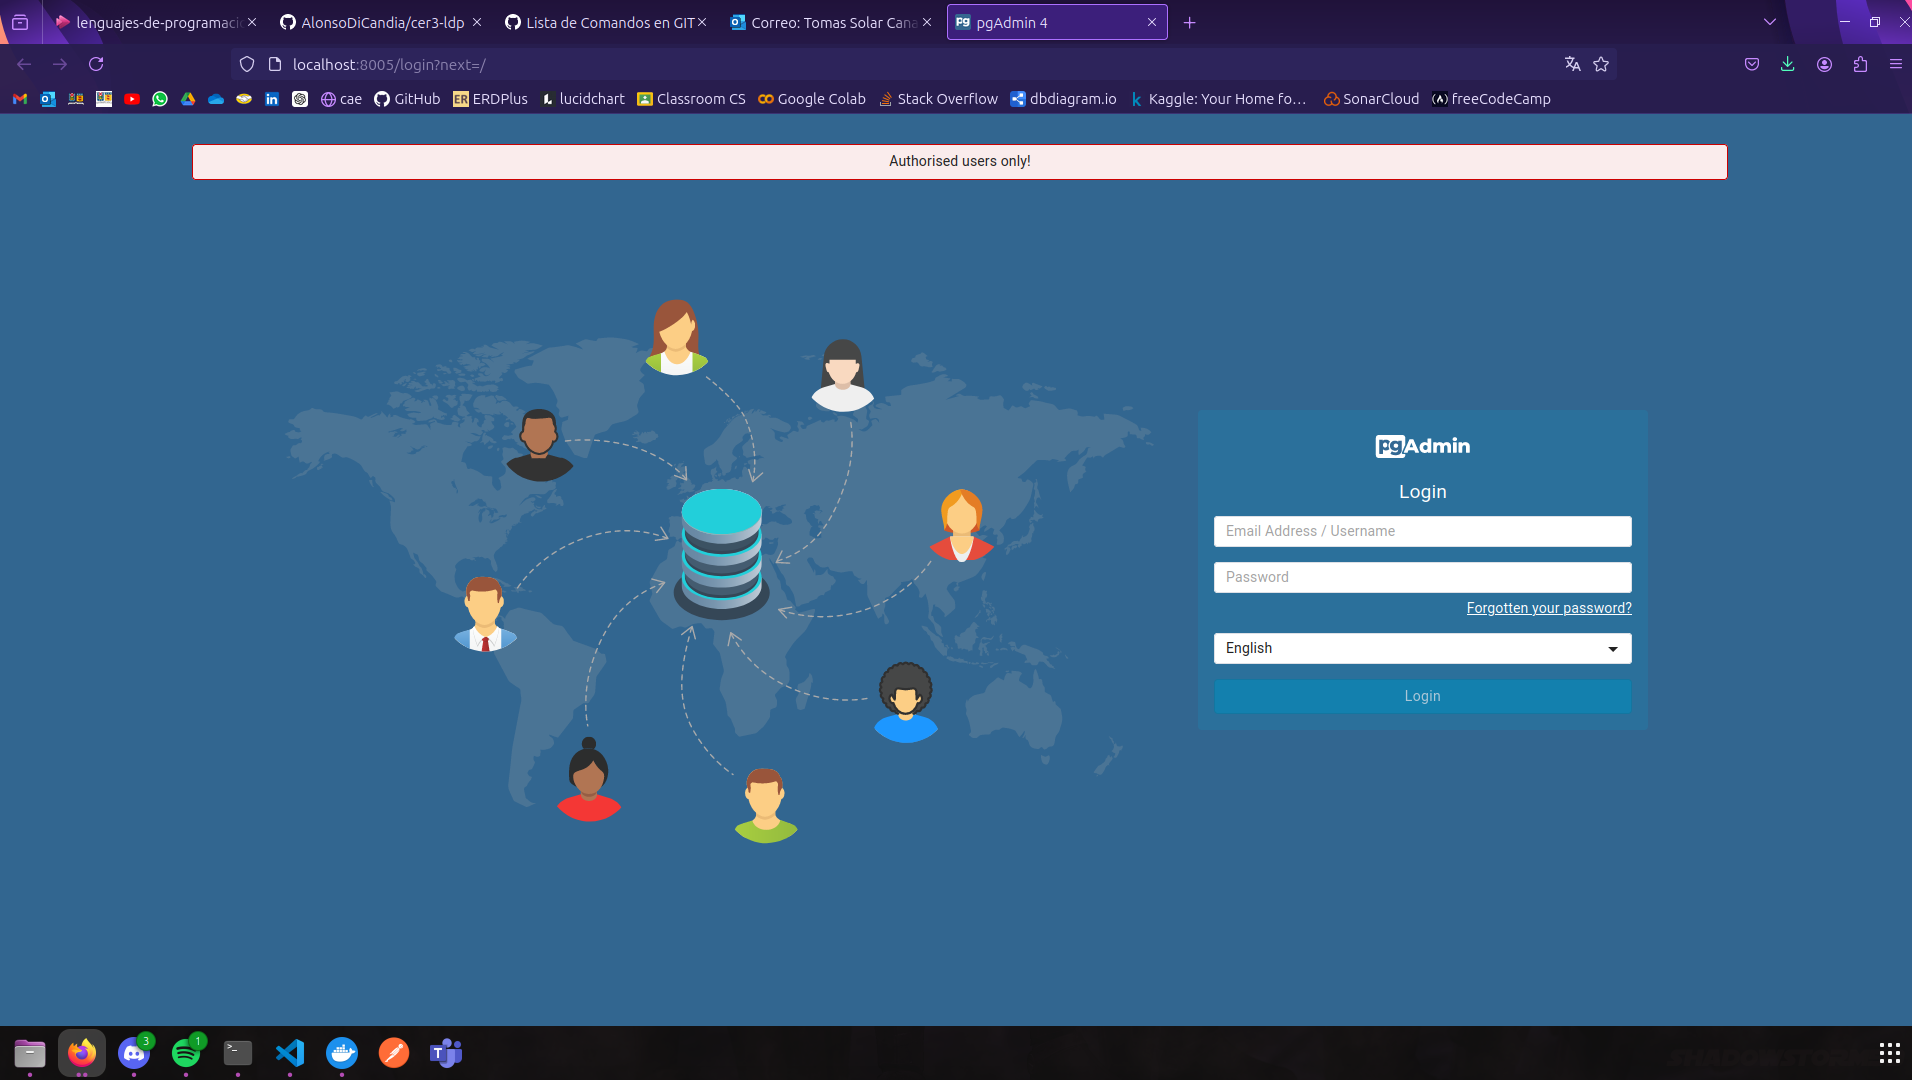 lenguajes-de-programaci
AlonsoDiCandia/cer3-ldp
Lista de Comandos en GIT
Correo: Tomas Solar Cana
pgAdmin 4
localhost:8005/login?next=/
cae
GitHub
ERDPlus
lucidchart
Classroom CS
Google Colab
Stack Overflow
dbdiagram.io
Kaggle: Your Home fo…
SonarCloud
freeCodeCamp
Authorised users only!
pgAdmin
Login
Email Address / Username
Password
Forgotten your password?
English
Login
3
1